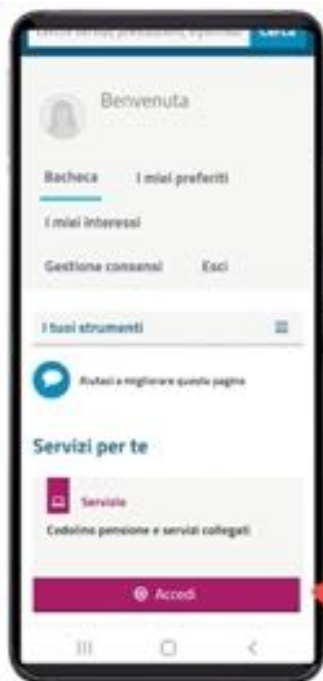 Cerca
Benvenuta
Bacheca I miei preferiti
I miei interessi
Gestione consensi Esci
I tuoi strumenti
Aiutaci a migliorare questa pagina
Servizi per te
Servizio
Cedolino pensione e servizi collegati
Accedi